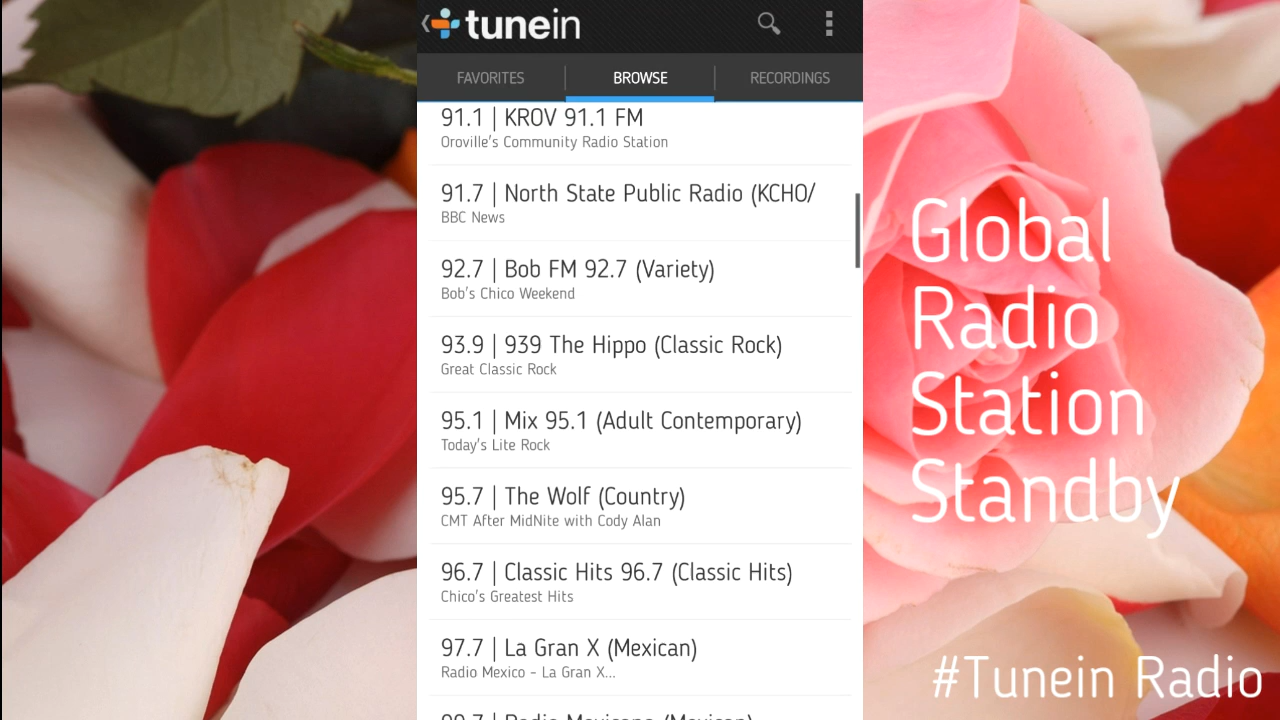 tunein
FAVORITES
BROWSE
RECORDINGS
91.1 | KROV 91.1 FM
Oroville's Community Radio Station
91.7 | North State Public Radio (KCHO/
BBC News
92.7 | Bob FM 92.7 (Variety)
Bob's Chico Weekend
93.9 | 939 The Hippo (Classic Rock)
Great Classic Rock
95.1 | Mix 95.1 (Adult Contemporary)
Today's Lite Rock
95.7 | The Wolf (Country)
CMT After MidNite with Cody Alan
96.7 | Classic Hits 96.7 (Classic Hits)
Chico's Greatest Hits
97.7 | La Gran X (Mexican)
Radio Mexico - La Gran X...
Global
Radio
Station
Standby
#Tunein Radio